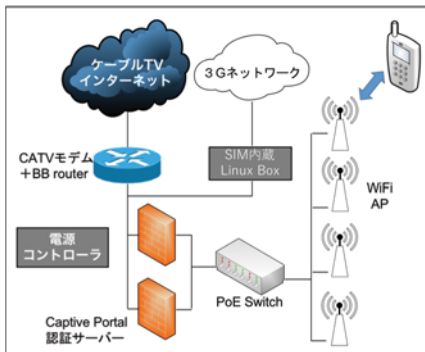 ケーブルTV
インターネット
3Gネットワーク
CATVモデム
+BB router
SIM内蔵
Linux Box
WiFi
AP
電源
コントローラ
PoE Switch
Captive Portal
認証サーバー